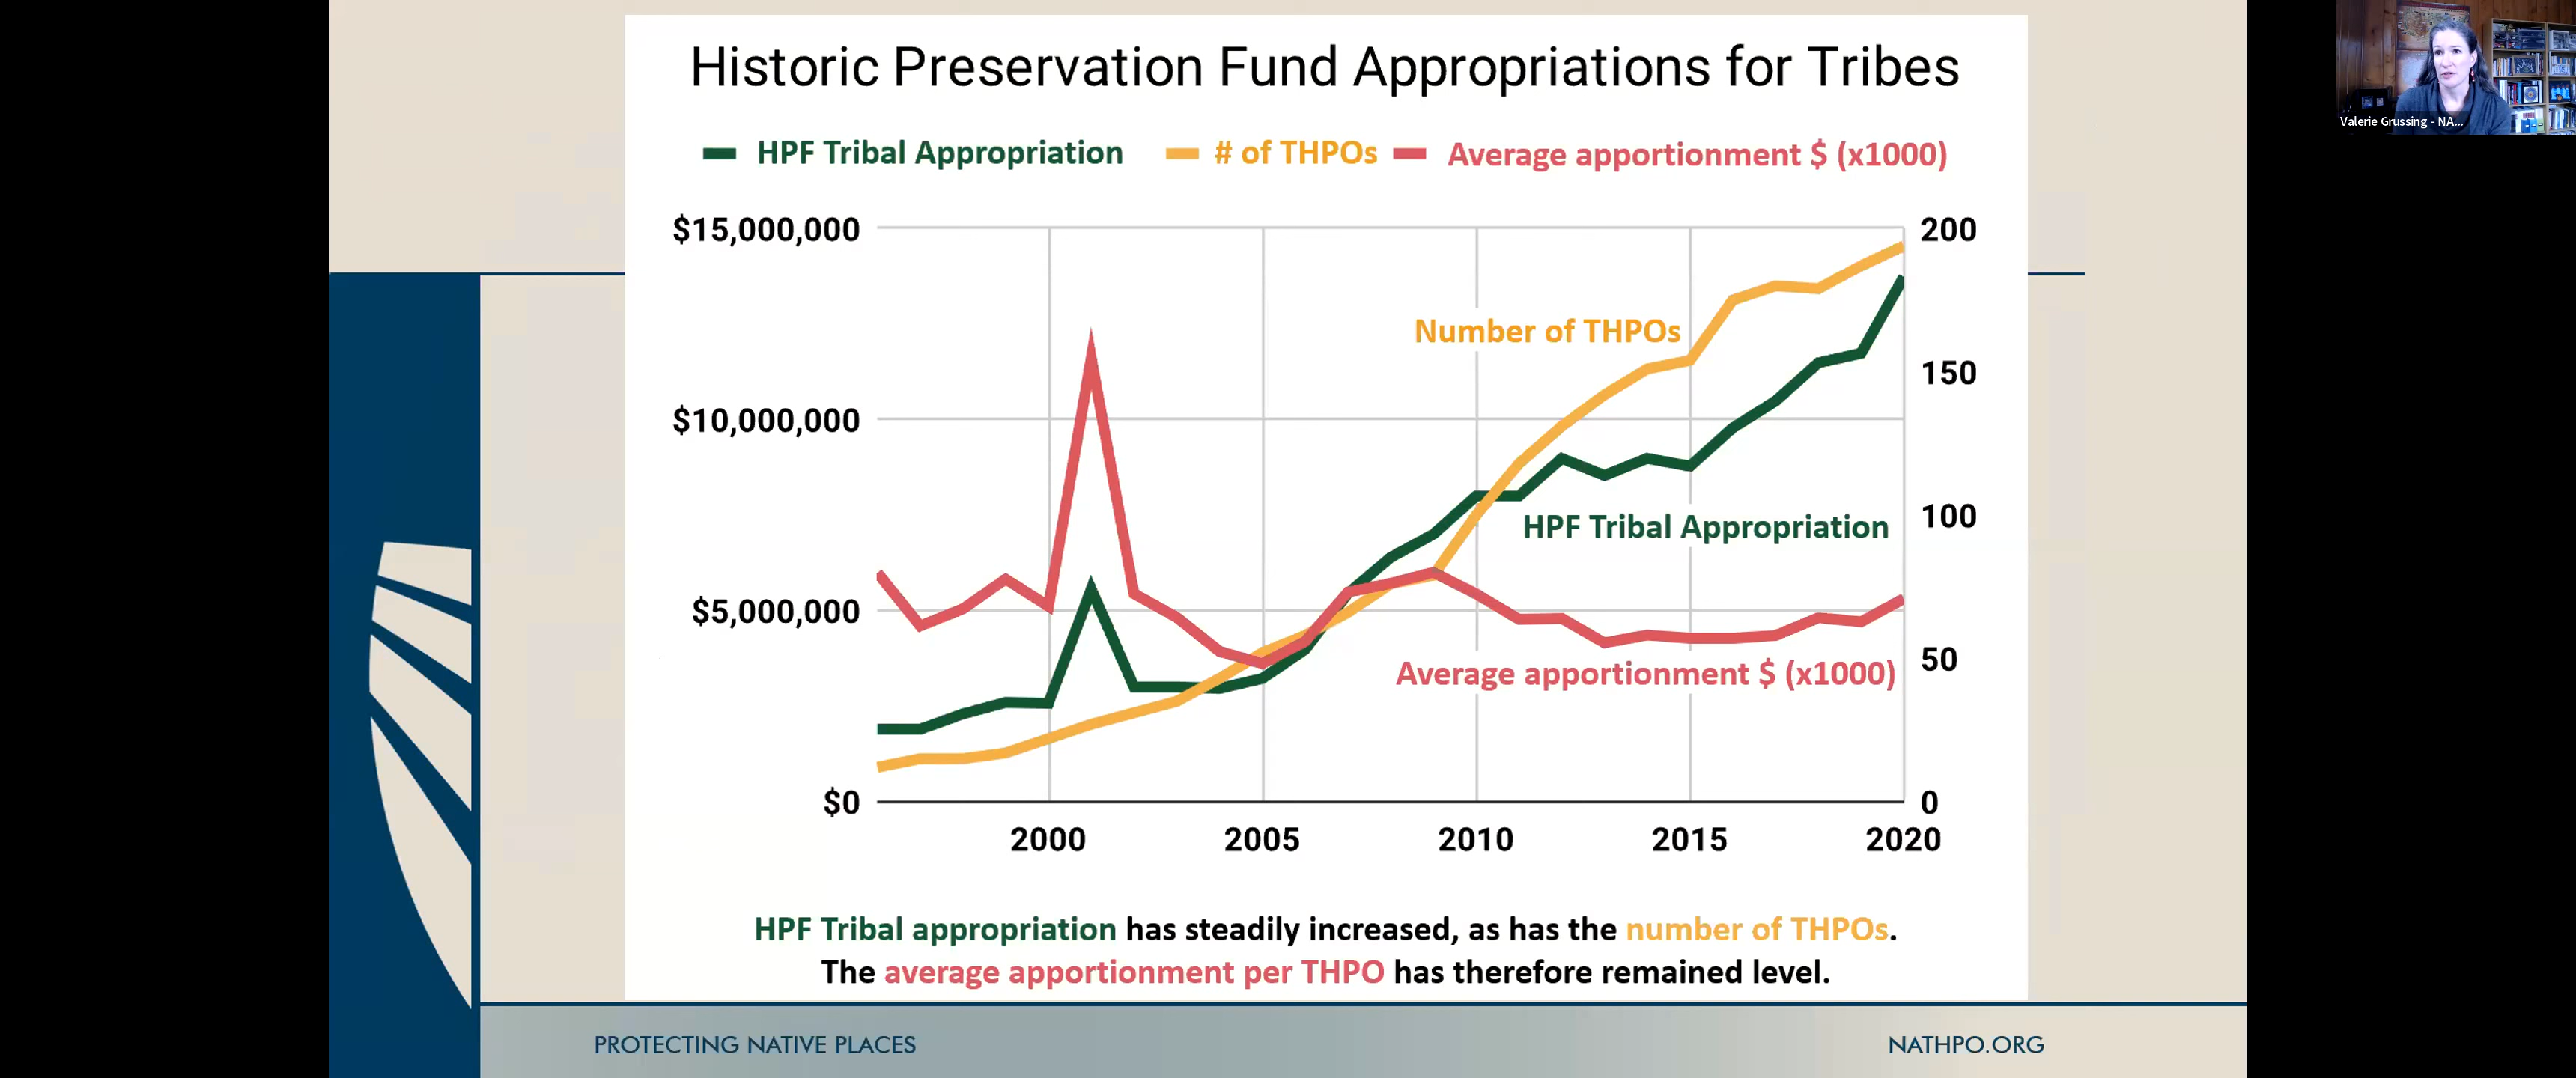 Historic Preservation Fund Appropriations for Tribes
HPF Tribal Appropriation # of THPOs Average apportionment $ (x1000)
$15,000,000
$10,000,000
$5,000,000
$0
200
150
100
50
0
Number of THPOs
HPF Tribal Appropriation
Average apportionment $ (x1000)
2000 2005 2010 2015 2020
HPF Tribal appropriation has steadily increased, as has the number of THPOs.
The average apportionment per THPO has therefore remained level.
PROTECTING NATIVE PLACES
NATHPO.ORG
Valerie Grussing - NA...